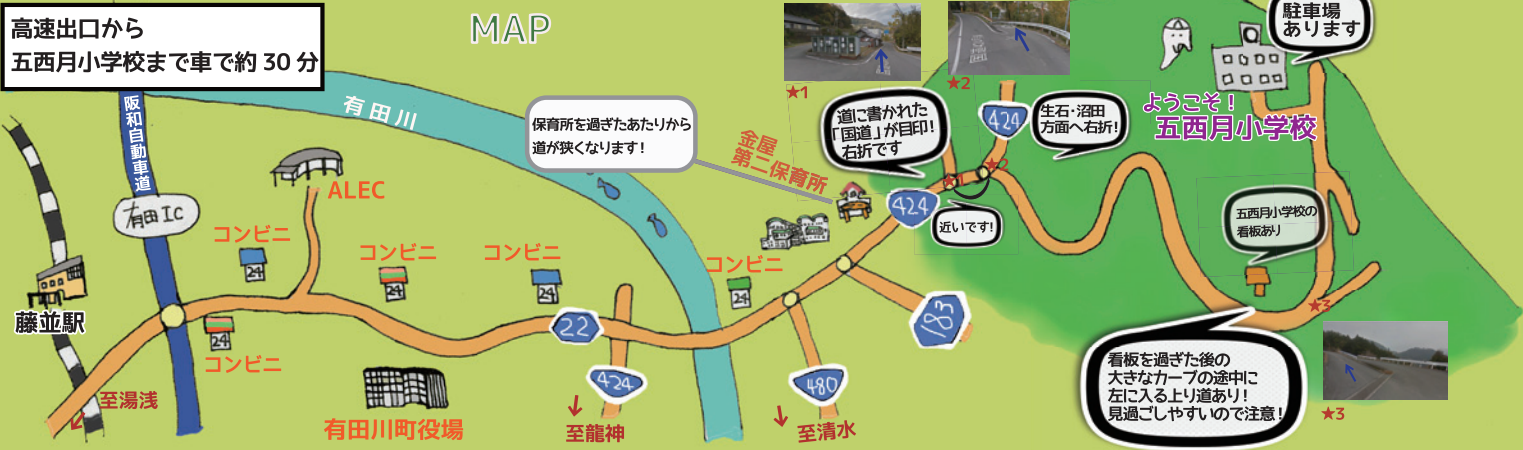 高速出口から
五西月小学校まで車で約30分
MAP
有田川
阪和自動車道
有田Ic
ALEC
コンビニ
24
コンビニ
24
コンビニ
24
コンビニ
24
コンビニ
24
藤並駅
至湯浅
有田川町役場
22
424
至龍神
480
至清水
183
保育所を過ぎたあたりから
道が狭くなります!
金屋
第二保育所
★1
★2
道に書かれた
「国道」が目印!
右折です
424
近いです!
★1
★2
424
生石・沼田
方面へ右折!
駐車場
あります
ようこそ!
五西月小学校
五西月小学校の
看板あり
★3
看板を過ぎた後の
大きなカーブの途中に
左に入る上り道あり!
見過ごしやすいので注意!
★3